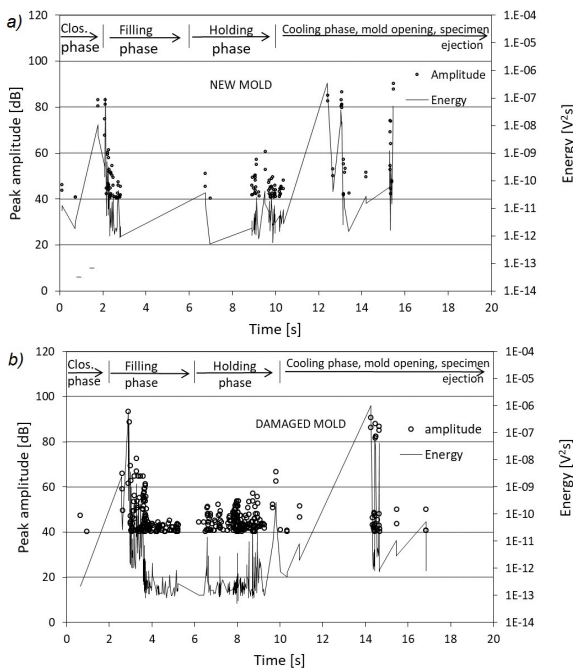 a)
Clos. phase
Filling phase
Holding phase
Cooling phase, mold opening, specimen ejection
NEW MOLD
Amplitude
Energy
Peak amplitude [dB]
120
100
80
60
40
20
0
1.E-04
1.E-05
1.E-06
1.E-07
1.E-08
1.E-09
1.E-10
1.E-11
1.E-12
1.E-13
1.E-14
Energy [V²s]
0 2 4 6 8 10 12 14 16 18 20
Time [s]
b)
Clos. phase
Filling phase
Holding phase
Cooling phase, mold opening, specimen ejection
DAMAGED MOLD
amplitude
Energy
Peak amplitude [dB]
120
100
80
60
40
20
0
1E-04
1E-05
1E-06
1E-07
1E-08
1E-09
1E-10
1E-11
1E-12
1E-13
1E-13
Energy [V²s]
0 2 4 6 8 10 12 14 16 18 20
Time [s]